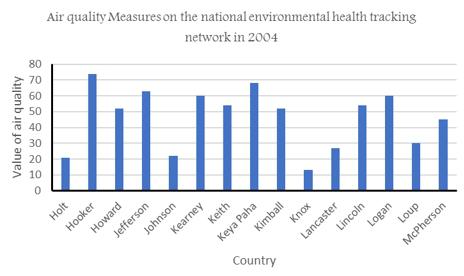 Air quality Measures on the national environmental health tracking
network in 2004
Value of air quality
80
70
60
50
40
30
20
10
0
Holt
Hooker
Howard
Jefferson
Johnson
Kearney
Keith
Keya Paha
Kimball
Knox
Lancaster
Lincoln
Logan
Loup
McPherson
Country